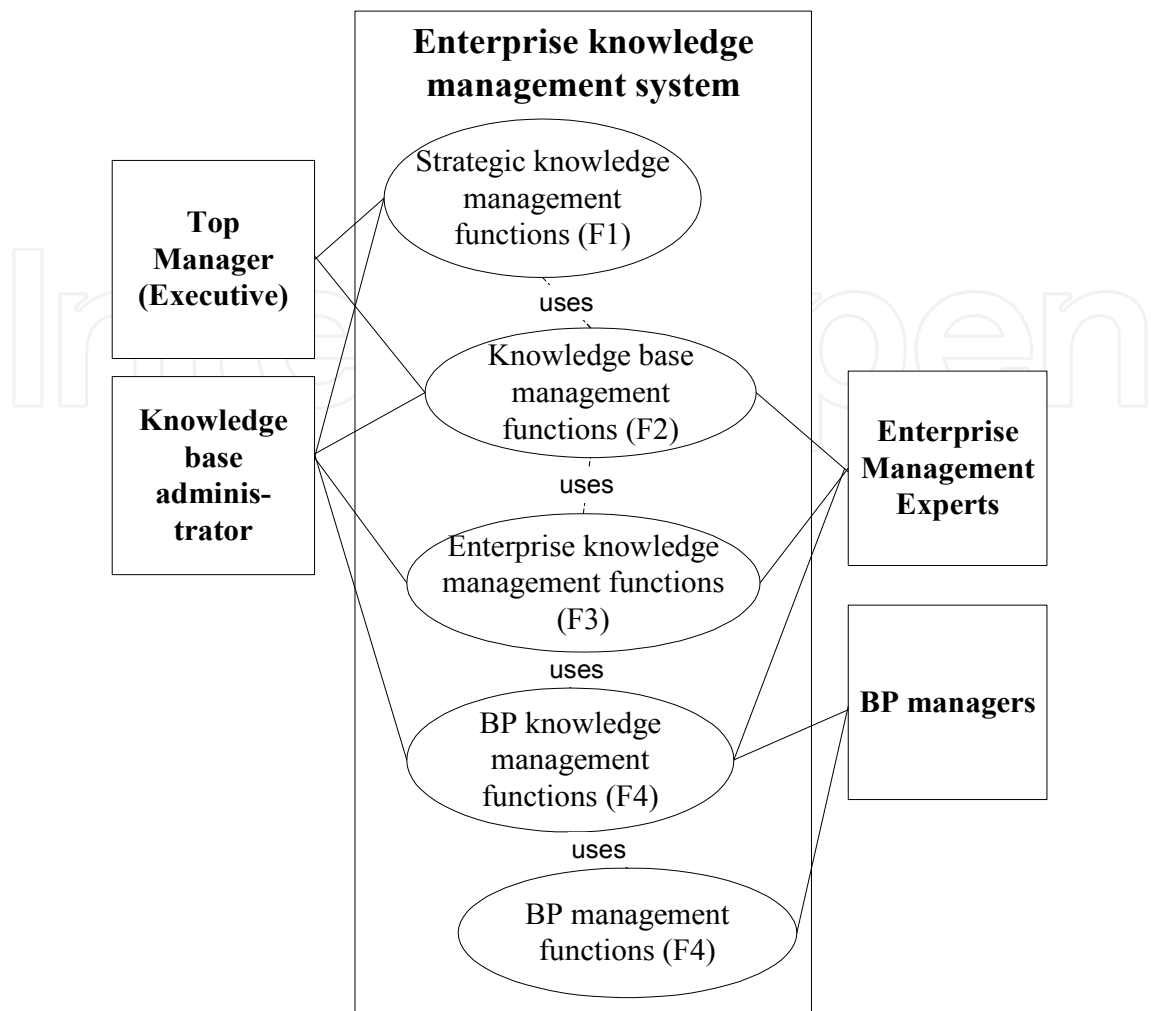 Enterprise knowledge
management system
Strategic knowledge
management
functions (F1)
Top
Manager
(Executive)
uses
Knowledge base
management
functions (F2)
Knowledge
base
adminis-
trator
Enterprise
Management
Experts
uses
Enterprise knowledge
management functions
(F3)
uses
BP knowledge
management
functions (F4)
BP managers
uses
BP management
functions (F4)